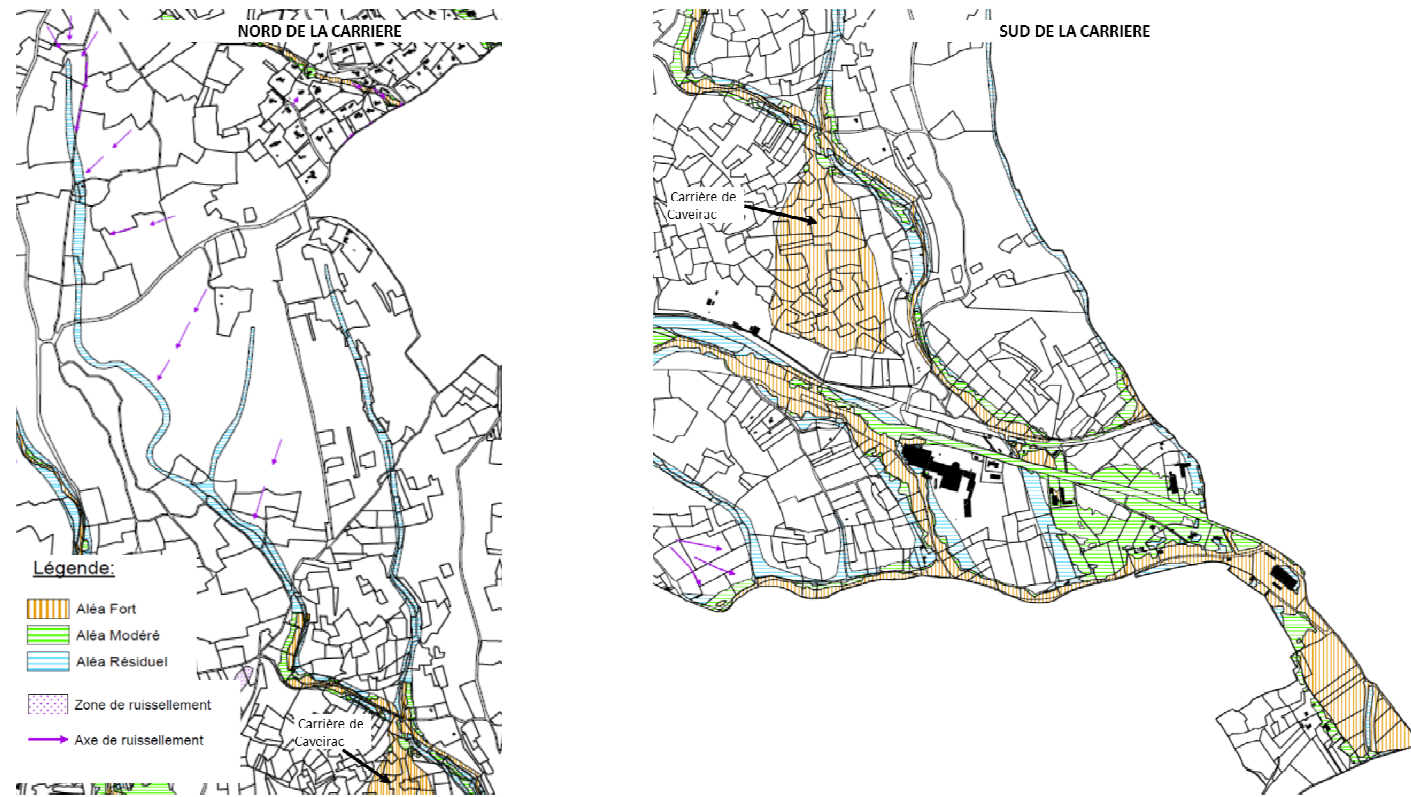 NORD DE LA CARRIERE
SUD DE LA CARRIERE
Carrière de
Caveirac
Légende:
Aléa Fort
Aléa Modéré
Aléa Résiduel
Zone de ruissellement
Axe de ruissellement
Carrière de
Caveirac